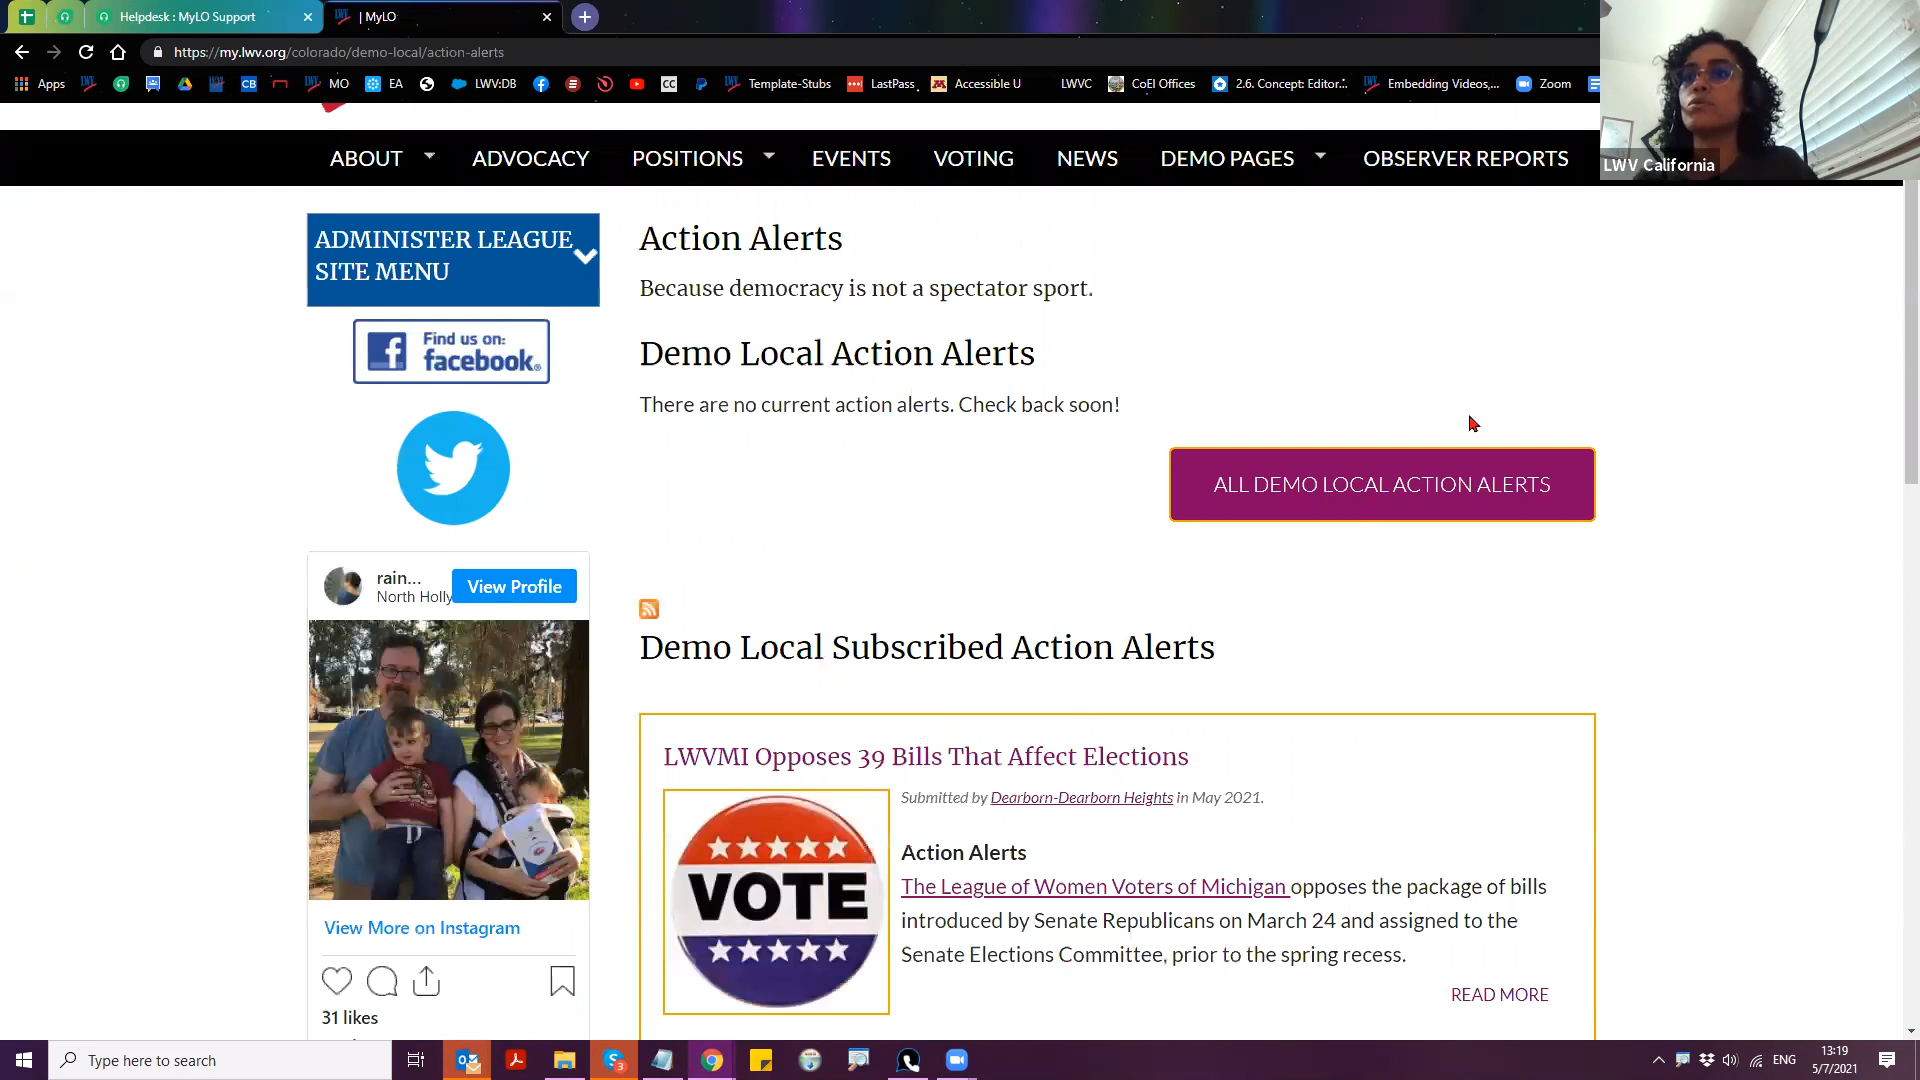 Helpdesk : MyLO Support
| MyLO
https://my.lwv.org/colorado/demo-local/action-alerts
Apps
CB
MO
EA
LWV:DB
CC
Template-Stubs
LastPass
Accessible U
LWVC
CoEI Offices
2.6. Concept: Editor...
Embedding Videos,...
Zoom
LWV California
ABOUT
ADVOCACY
POSITIONS
EVENTS
VOTING
NEWS
DEMO PAGES
OBSERVER REPORTS
ADMINISTER LEAGUE
SITE MENU
Find us on:
facebook
rain...
North Holly
View Profile
View More on Instagram
31 likes
Action Alerts
Because democracy is not a spectator sport.
Demo Local Action Alerts
There are no current action alerts. Check back soon!
ALL DEMO LOCAL ACTION ALERTS
Demo Local Subscribed Action Alerts
LWVMI Opposes 39 Bills That Affect Elections
VOTE
Submitted by Dearborn-Dearborn Heights in May 2021.
Action Alerts
The League of Women Voters of Michigan opposes the package of bills
introduced by Senate Republicans on March 24 and assigned to the
Senate Elections Committee, prior to the spring recess.
READ MORE
Type here to search
ENG
13:19
5/7/2021